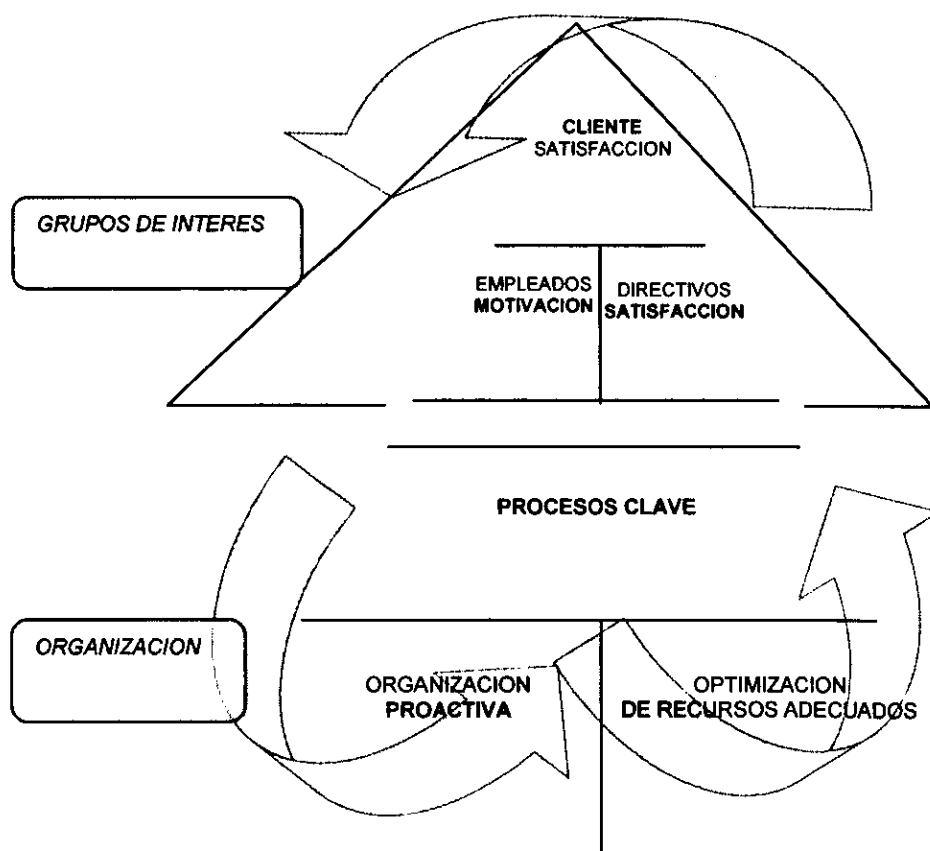 CLIENTE
SATISFACCION
GRUPOS DE INTERES
EMPLEADOS
MOTIVACION
DIRECTIVOS
SATISFACCION
PROCESOS CLAVE
ORGANIZACION
ORGANIZACION
PROACTIVA
OPTIMIZACION
DE RECURSOS ADECUADOS